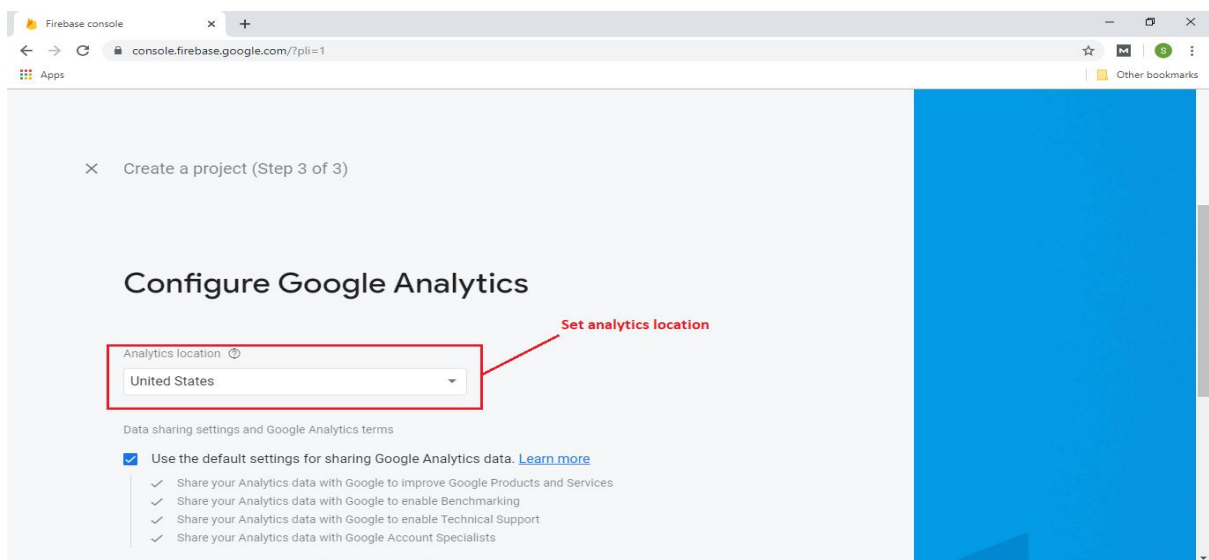 Firebase console
console.firebase.google.com/?pli=1
M
S
Apps
Other bookmarks
Create a project (Step 3 of 3)
Configure Google Analytics
Set analytics location
Analytics location
United States
Data sharing settings and Google Analytics terms
Use the default settings for sharing Google Analytics data. Learn more
Share your Analytics data with Google to improve Google Products and Services
Share your Analytics data with Google to enable Benchmarking
Share your Analytics data with Google to enable Technical Support
Share your Analytics data with Google Account Specialists